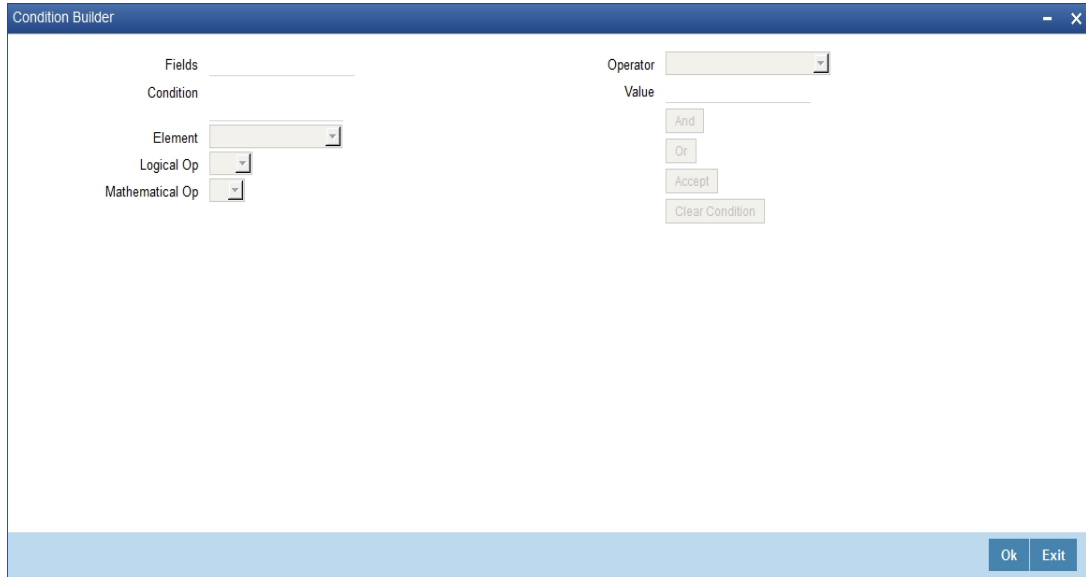 Condition Builder
Fields
Condition
Element
Logical Op
Mathematical Op
Operator
Value
And
Or
Accept
Clear Condition
Ok
Exit